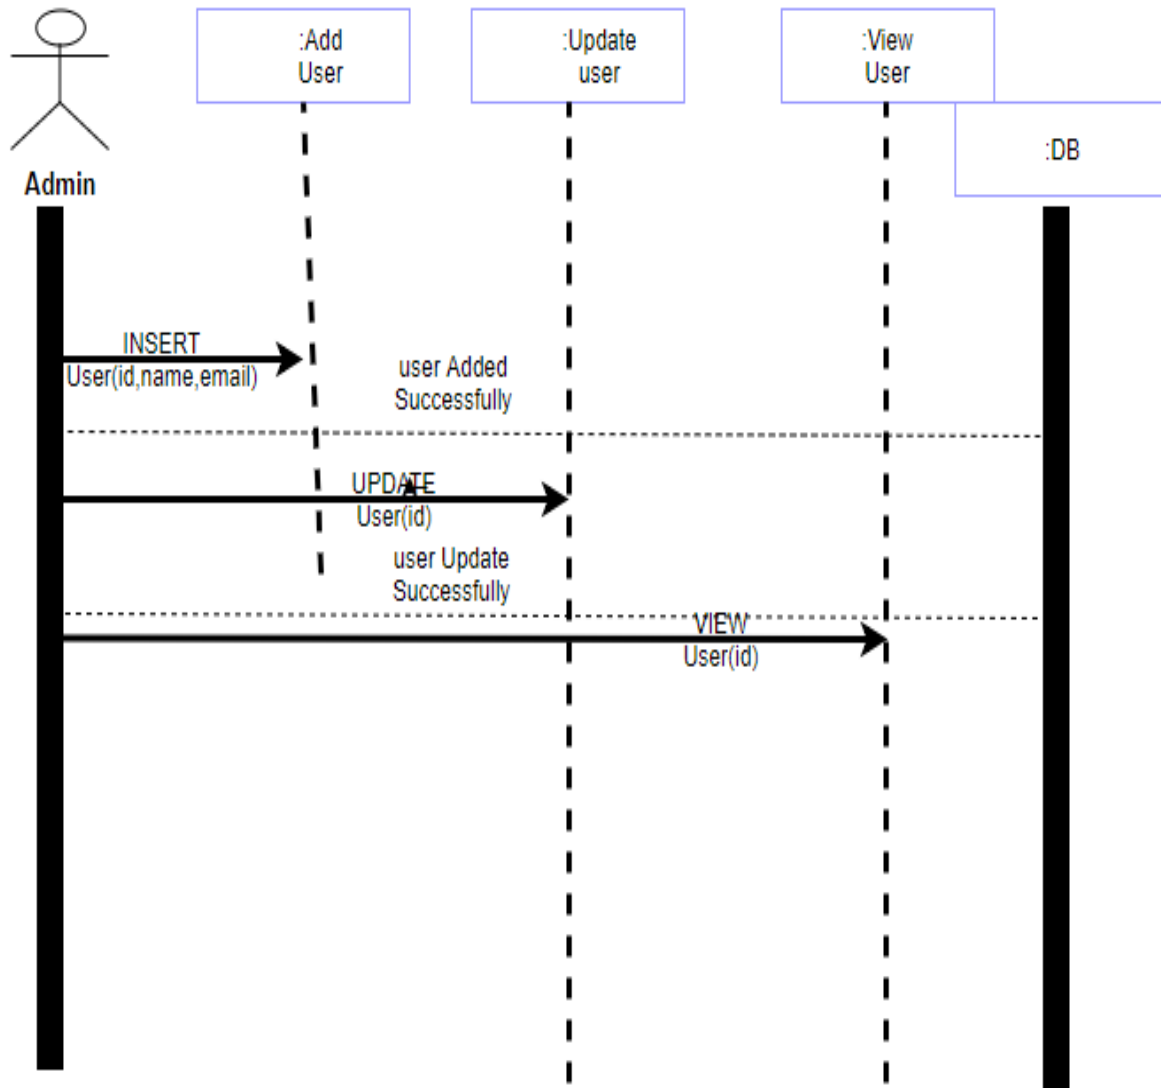 :Add
User
:Update
user
:View
User
:DB
Admin
INSERT
User(id,name,email)
user Added
Successfully
UPDATE
User(id)
user Update
Successfully
VIEW
User(id)